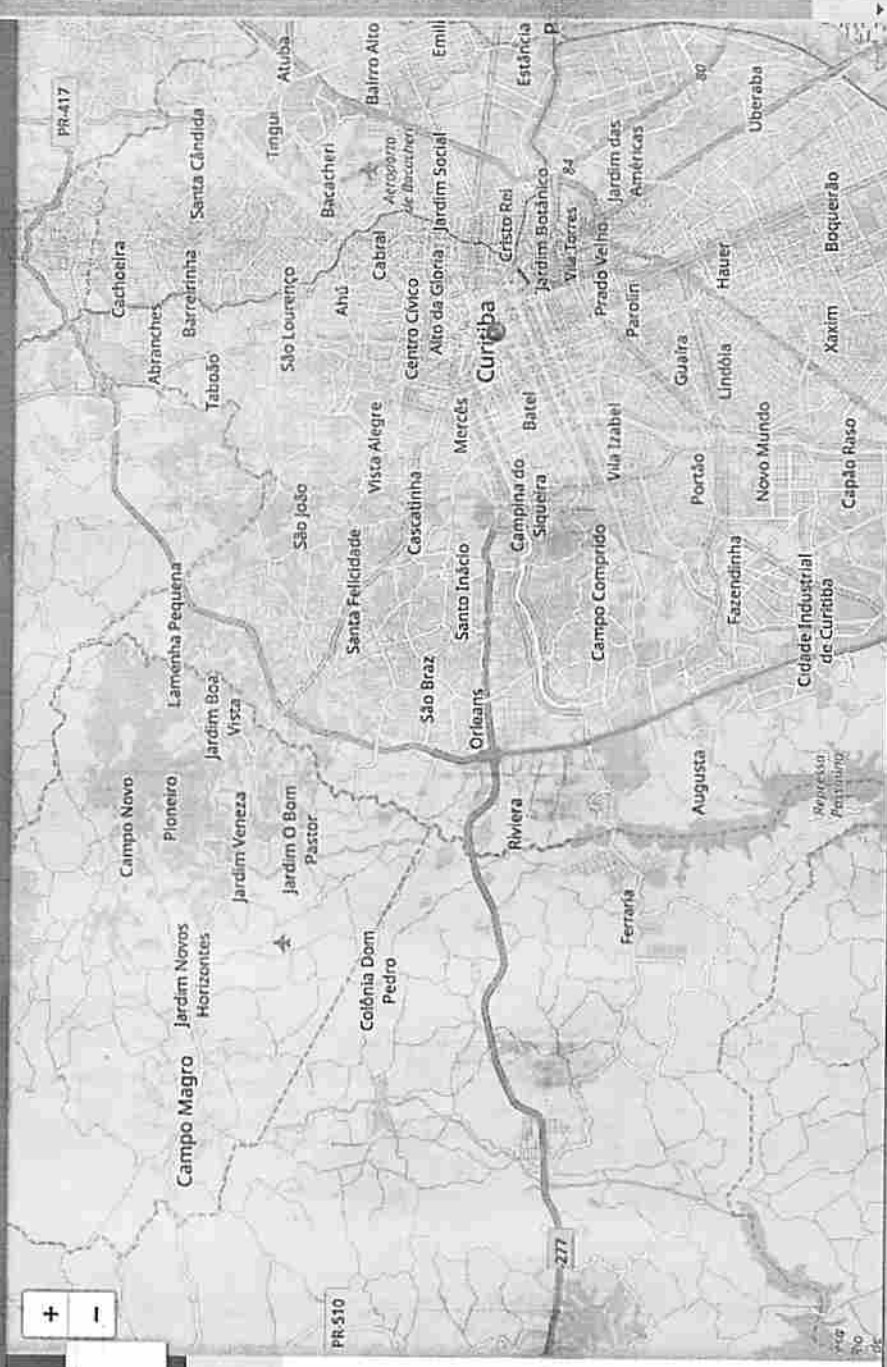 +
−
PR-417
Campo Novo
Cachoeira
Abranches
Pioneiro
Lamenha Pequena
Campo Magro
Jardim Novos
Horizontes
Barreirinha
Santa Cândida
Taboão
Jardim Boa
Vista
Jardim Veneza
Tingui
Atuba
São Lourenço
Jardim O Bom
Pastor
São João
Bacacheri
Ahú
PR-510
Santa Felicidade
Vista Alegre
Cabral
Bairro Alto
Colônia Dom
Pedro
Aeroporto
de Bacacheri
Cascatinha
Centro Cívico
São Braz
Alto da Gloria
Jardim Social
Emili
Santo Inácio
Mercês
Orleans
Curitiba
Cristo Rei
Riviera
Campina do
Siqueira
Batel
Estância
Jardim Botânico
P
277
Vila Torres
84
Campo Comprido
Vila Izabel
Prado Velho
Jardim das
Américas
Ferraria
Parolin
Guaíra
Augusta
Portão
80
Lindóia
Hauer
Fazendinha
Novo Mundo
Uberaba
Cidade Industrial
de Curitiba
Represa
Passaúna
Xaxim
Boqueirão
Capão Raso
Rio